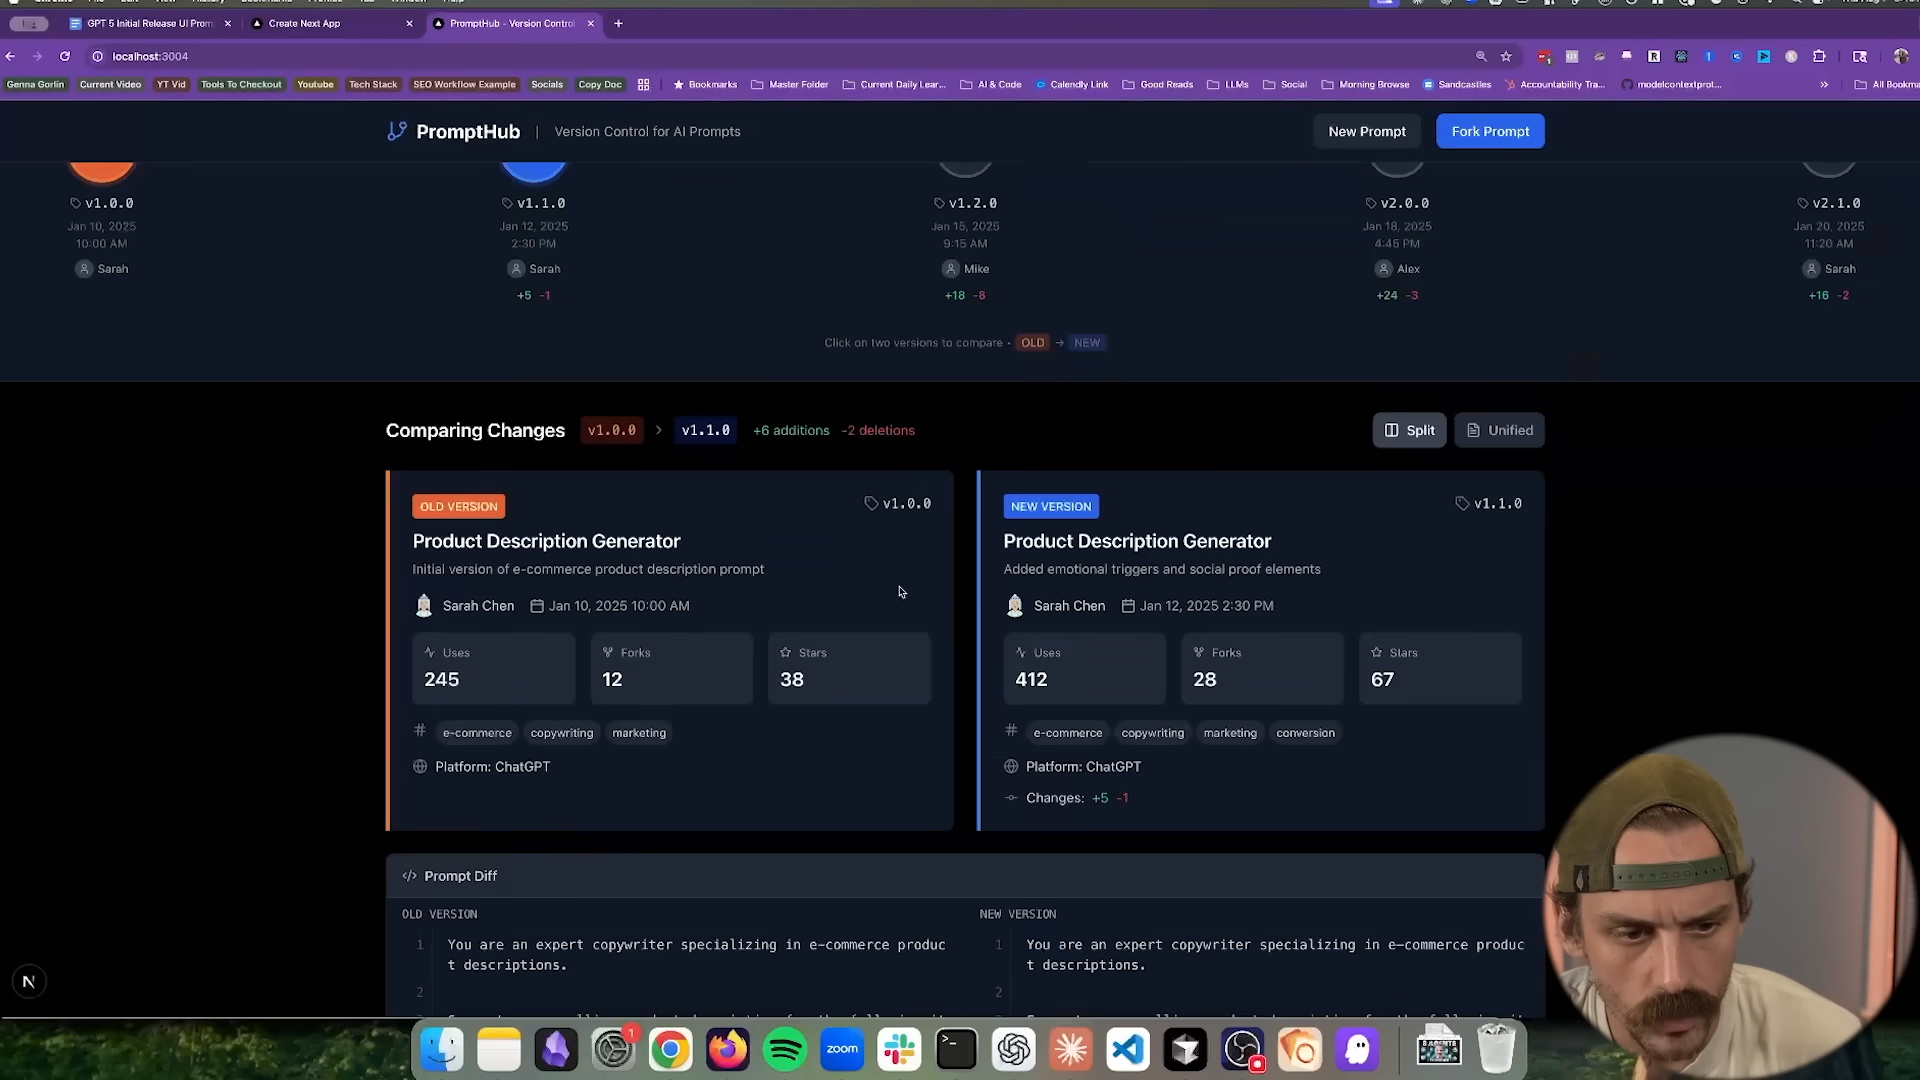 GPT 5 Initial Release UI Prom
Create Next App
PromptHub - Version Control
localhost:3004
Genna Gorlin
Current Video
YT Vid
Tools To Checkout
Youtube
Tech Stack
SEO Workflow Example
Socials
Copy Doc
Bookmarks
Master Folder
Current Daily Lear...
AI & Code
Calendly Link
Good Reads
LLMs
Social
Morning Browse
Sandcastles
Accountability Tra...
modelcontextprot...
All Bookma
PromptHub | Version Control for AI Prompts
New Prompt
Fork Prompt
v1.0.0
Jan 10, 2025
10:00 AM
Sarah
v1.1.0
Jan 12, 2025
2:30 PM
Sarah
+5 -1
v1.2.0
Jan 15, 2025
9:15 AM
Mike
+18 -8
v2.0.0
Jan 18, 2025
4:45 PM
Alex
+24 -3
v2.1.0
Jan 20, 2025
11:20 AM
Sarah
+16 -2
Click on two versions to compare • OLD → NEW
Comparing Changes v1.0.0 > v1.1.0 +6 additions -2 deletions
Split
Unified
OLD VERSION
v1.0.0
Product Description Generator
Initial version of e-commerce product description prompt
Sarah Chen Jan 10, 2025 10:00 AM
Uses
245
Forks
12
Stars
38
# e-commerce copywriting marketing
Platform: ChatGPT
NEW VERSION
v1.1.0
Product Description Generator
Added emotional triggers and social proof elements
Sarah Chen Jan 12, 2025 2:30 PM
Uses
412
Forks
28
Stars
67
# e-commerce copywriting marketing conversion
Platform: ChatGPT
Changes: +5 -1
</> Prompt Diff
OLD VERSION
1 You are an expert copywriter specializing in e-commerce produc
t descriptions.
2
NEW VERSION
1 You are an expert copywriter specializing in e-commerce produc
t descriptions.
2
N
1
zoom
8 AGENTS